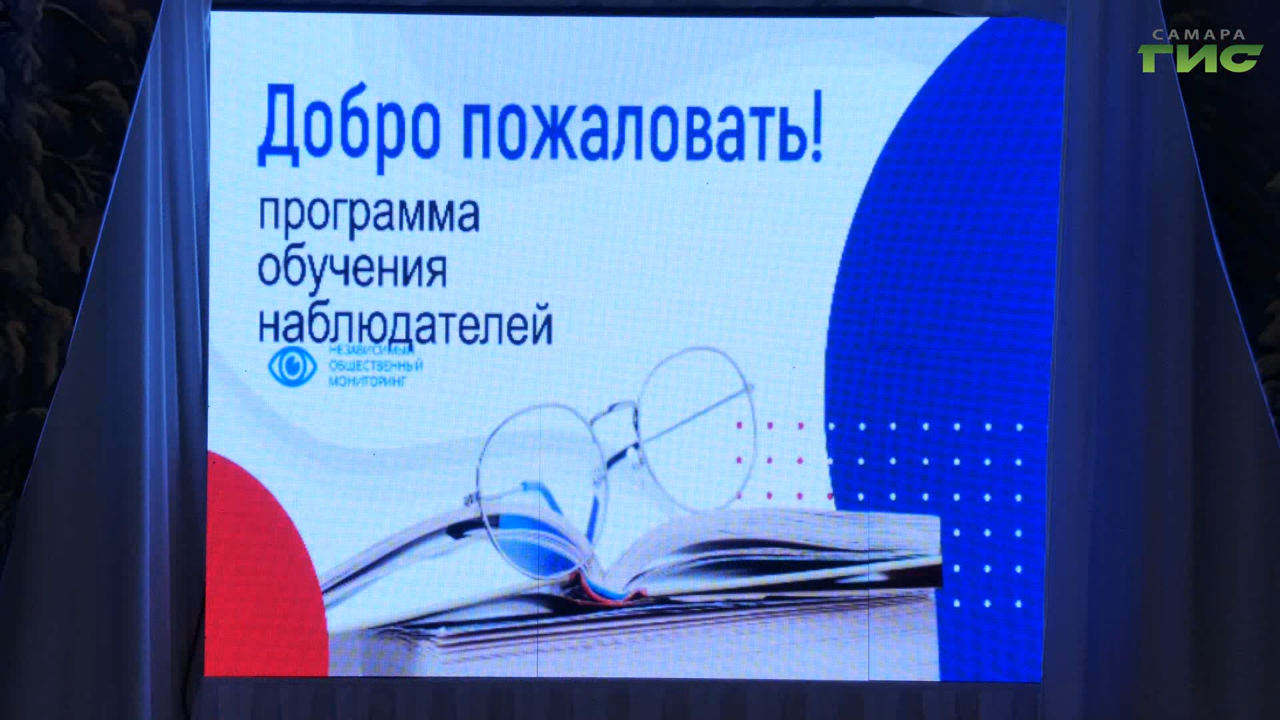 САМАРА
ГИС
Добро пожаловать!
программа
обучения
наблюдателей
НЕЗАВИСИМЫЙ
ОБЩЕСТВЕННЫЙ
МОНИТОРИНГ